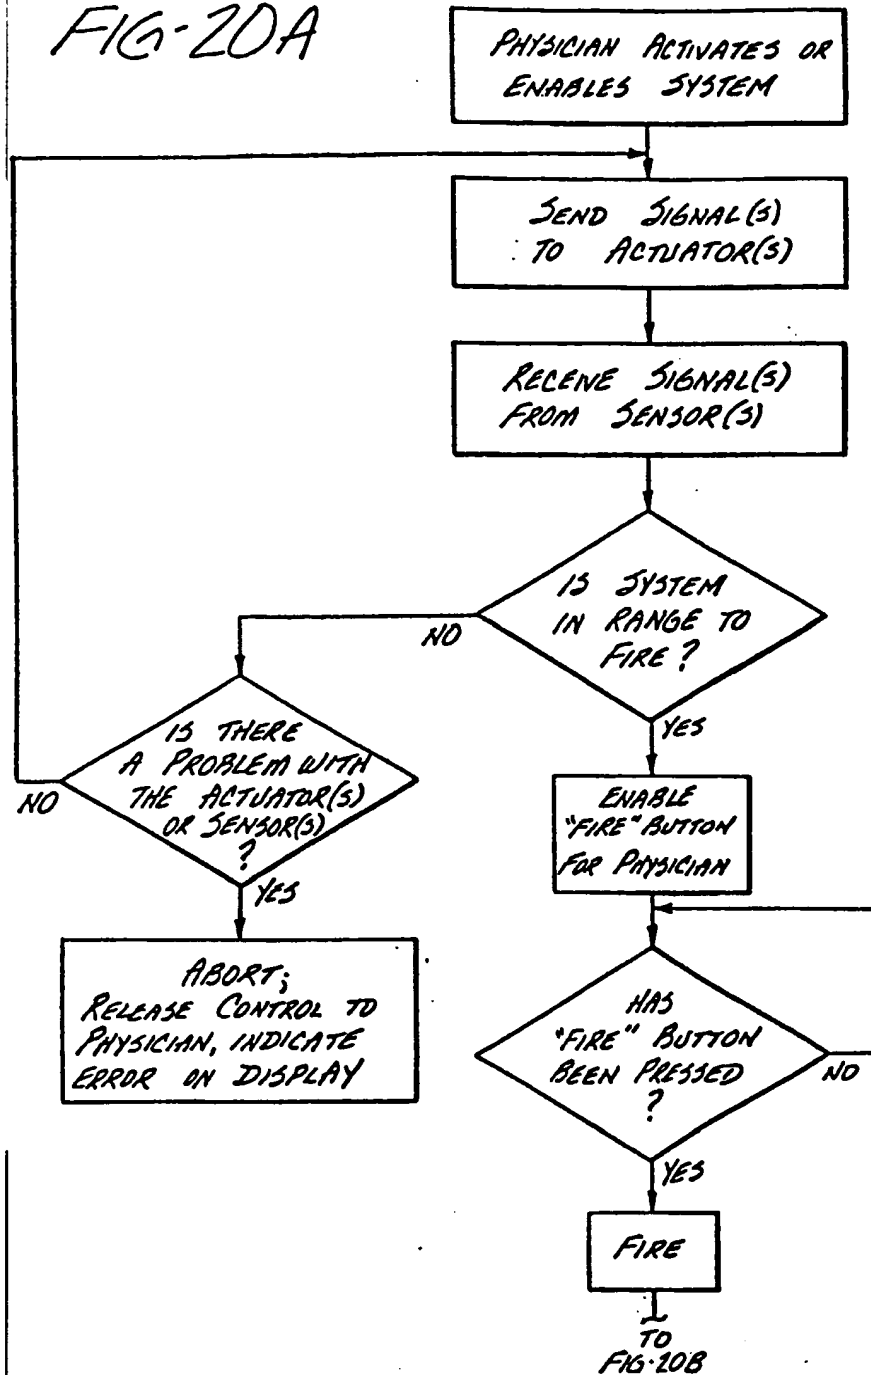 FIG-20A
PHYSICIAN ACTIVATES OR
ENABLES SYSTEM
SEND SIGNAL(S)
TO ACTUATOR(S)
RECEIVE SIGNAL(S)
FROM SENSOR(S)
IS SYSTEM
IN RANGE TO
FIRE?
NO
YES
IS THERE
A PROBLEM WITH
THE ACTUATOR(S)
OR SENSOR(S)
?
NO
YES
ABORT;
RELEASE CONTROL TO
PHYSICIAN, INDICATE
ERROR ON DISPLAY
ENABLE
"FIRE" BUTTON
FOR PHYSICIAN
HAS
"FIRE" BUTTON
BEEN PRESSED
?
NO
YES
FIRE
TO
FIG-20B